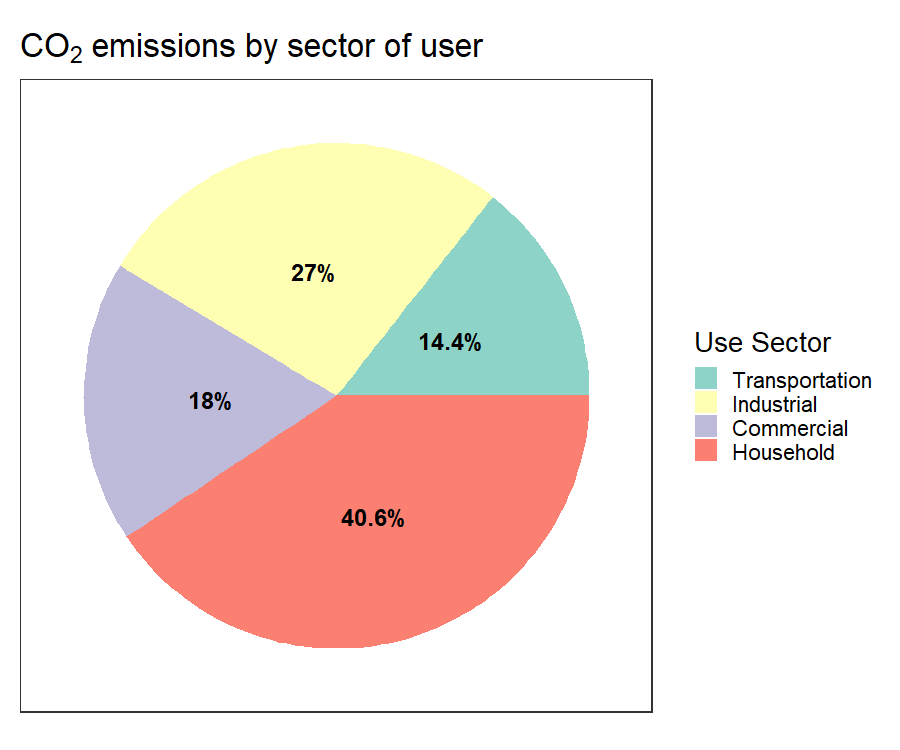 CO₂ emissions by sector of user
27%
14.4%
18%
40.6%
Use Sector
Transportation
Industrial
Commercial
Household